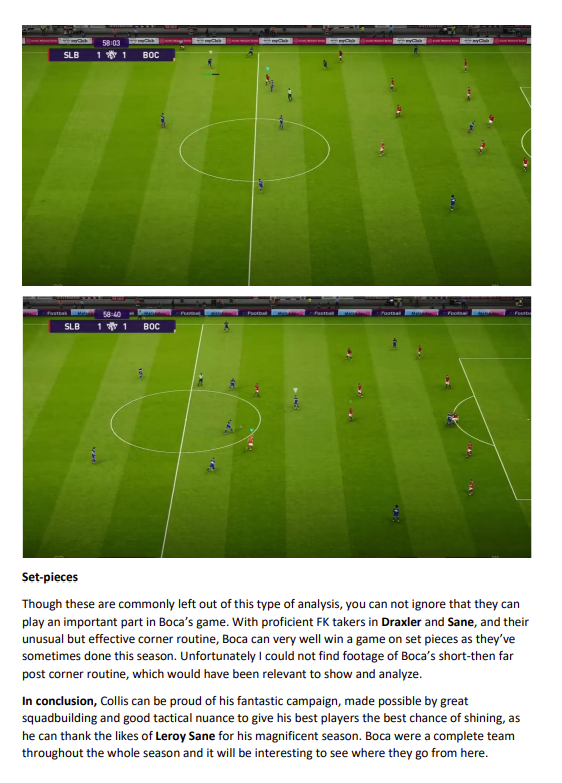 myClub myClub myClub myClub
58:03
SLB 1 1 BOC
Football Football Football
58:40
SLB 1 1 BOC
Set-pieces
Though these are commonly left out of this type of analysis, you can not ignore that they can
play an important part in Boca’s game. With proficient FK takers in Draxler and Sane, and their
unusual but effective corner routine, Boca can very well win a game on set pieces as they’ve
sometimes done this season. Unfortunately I could not find footage of Boca’s short-then far
post corner routine, which would have been relevant to show and analyze.
In conclusion, Collis can be proud of his fantastic campaign, made possible by great
squadbuilding and good tactical nuance to give his best players the best chance of shining, as
he can thank the likes of Leroy Sane for his magnificent season. Boca were a complete team
throughout the whole season and it will be interesting to see where they go from here.